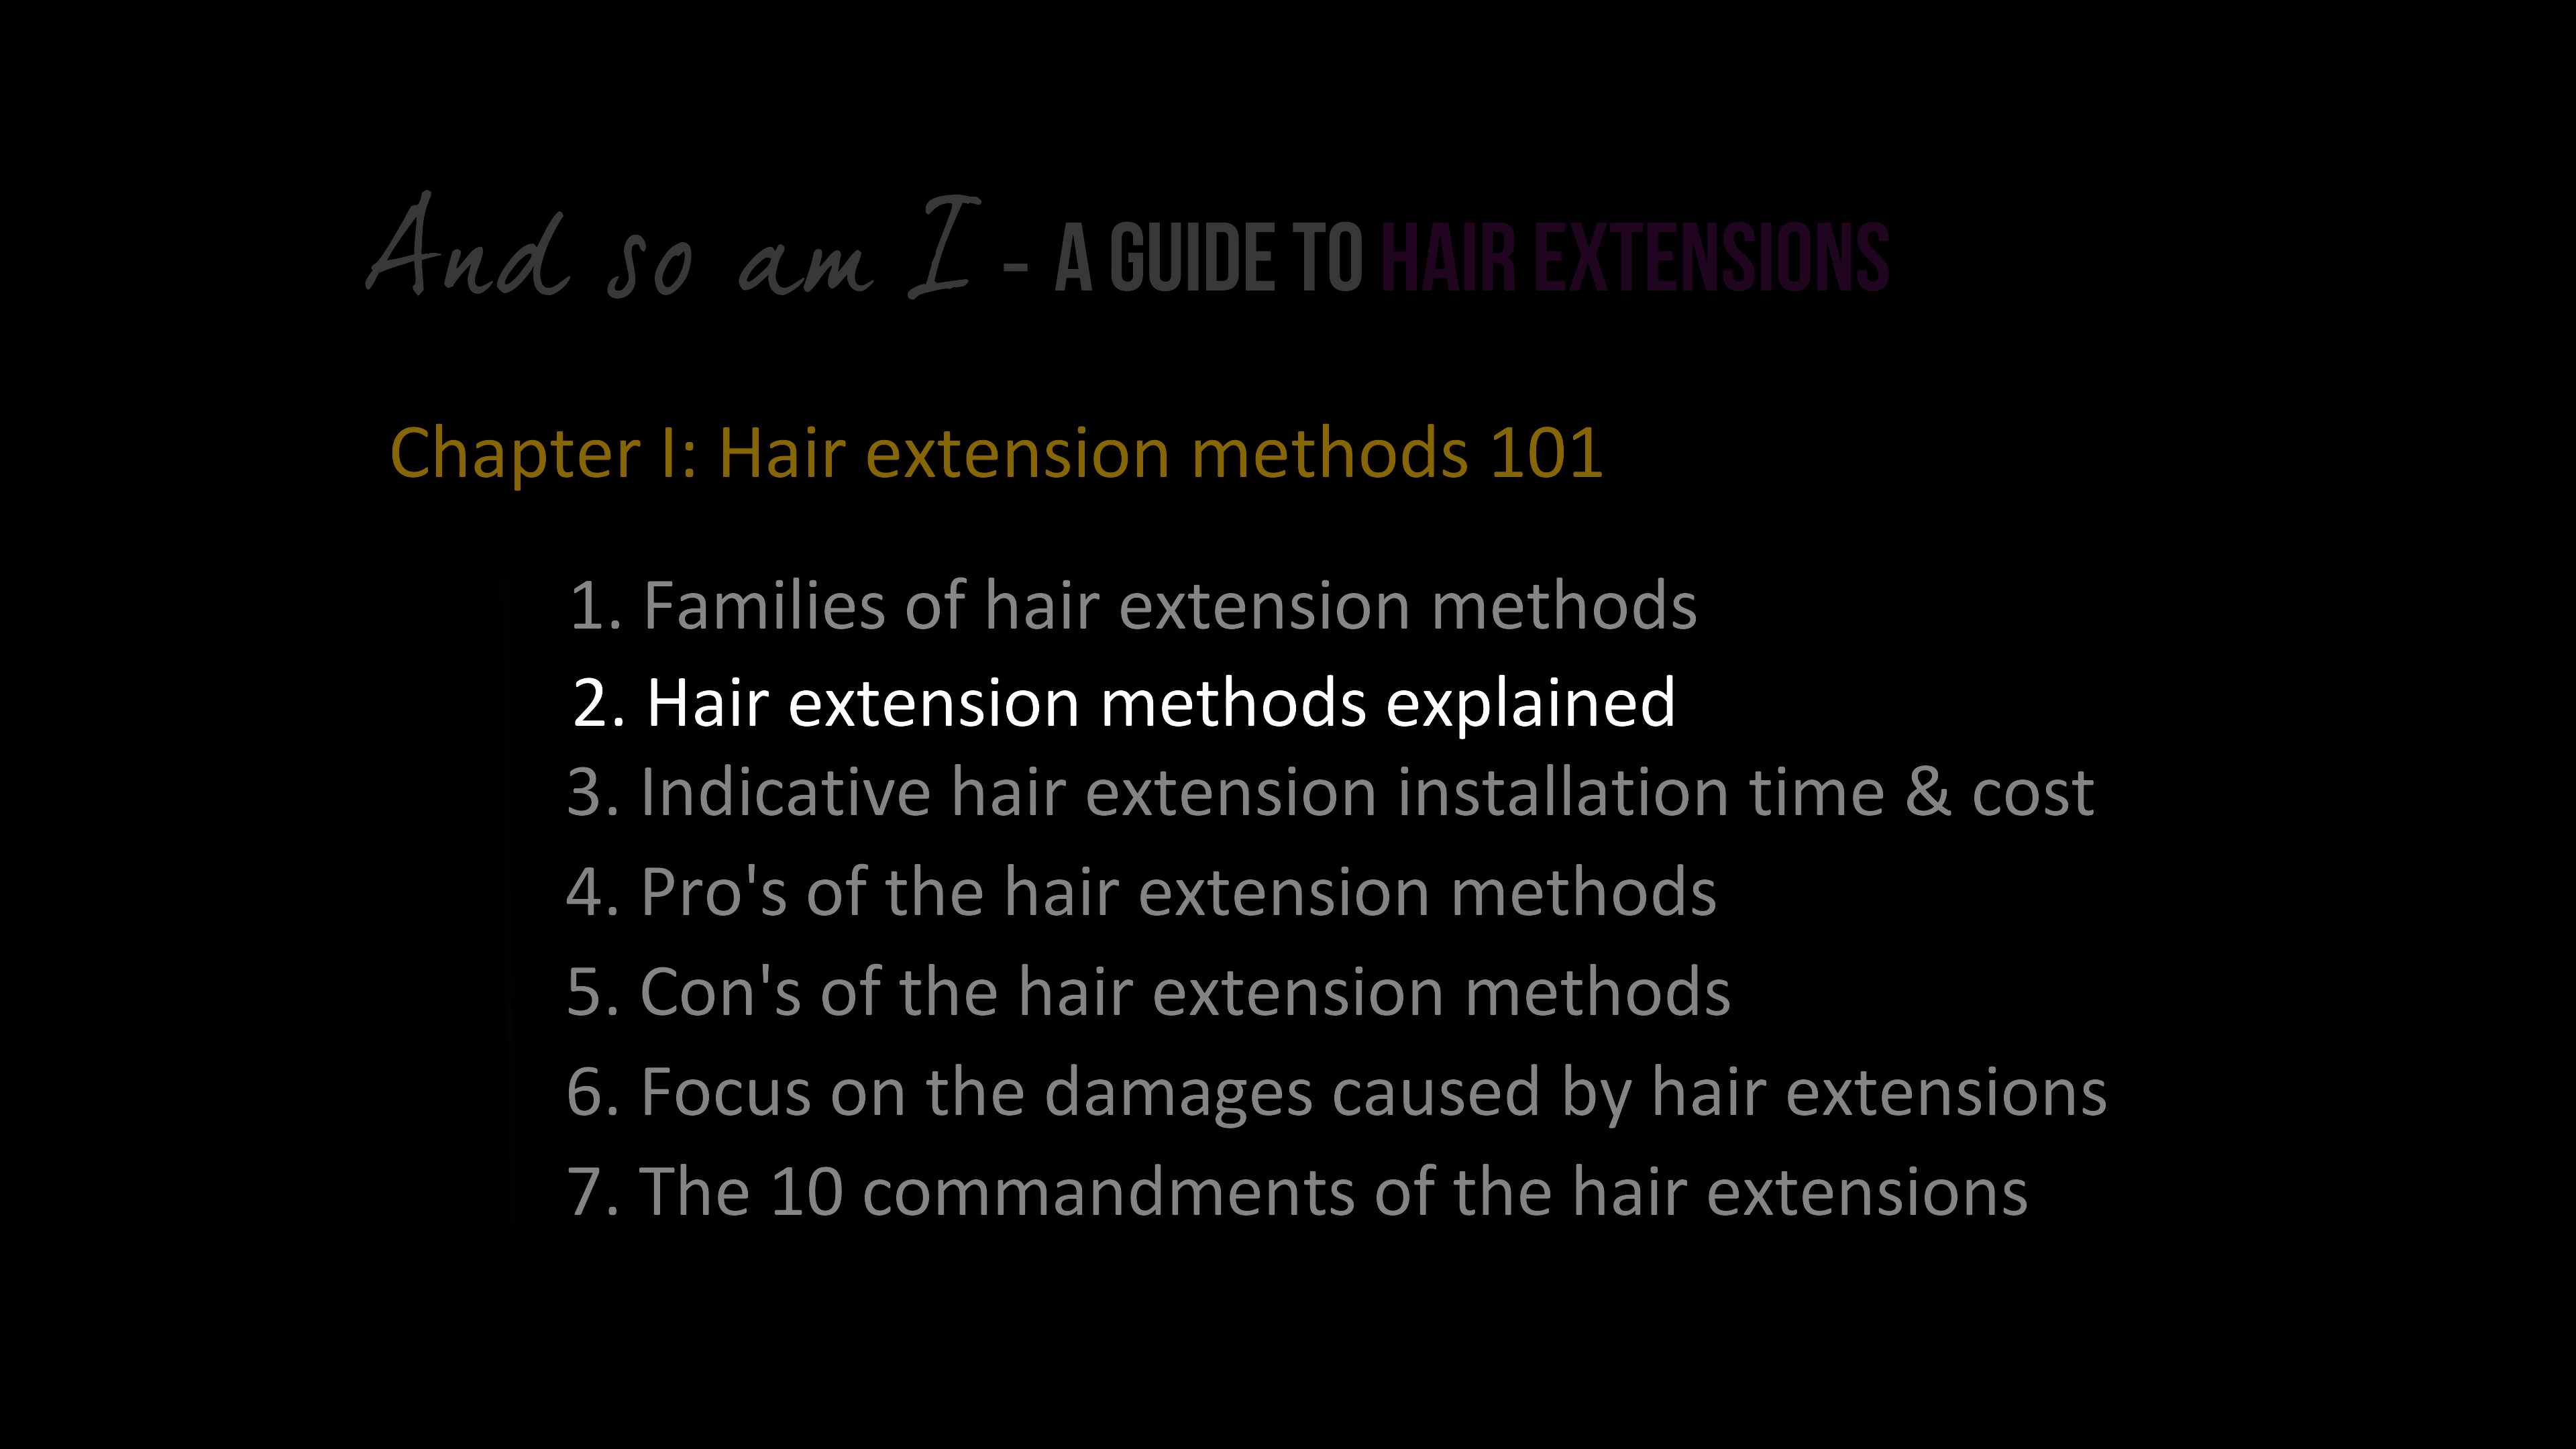 And so am I - A GUIDE TO HAIR EXTENSIONS
Chapter I: Hair extension methods 101
1. Families of hair extension methods
2. Hair extension methods explained
3. Indicative hair extension installation time & cost
4. Pro's of the hair extension methods
5. Con's of the hair extension methods
6. Focus on the damages caused by hair extensions
7. The 10 commandments of the hair extensions